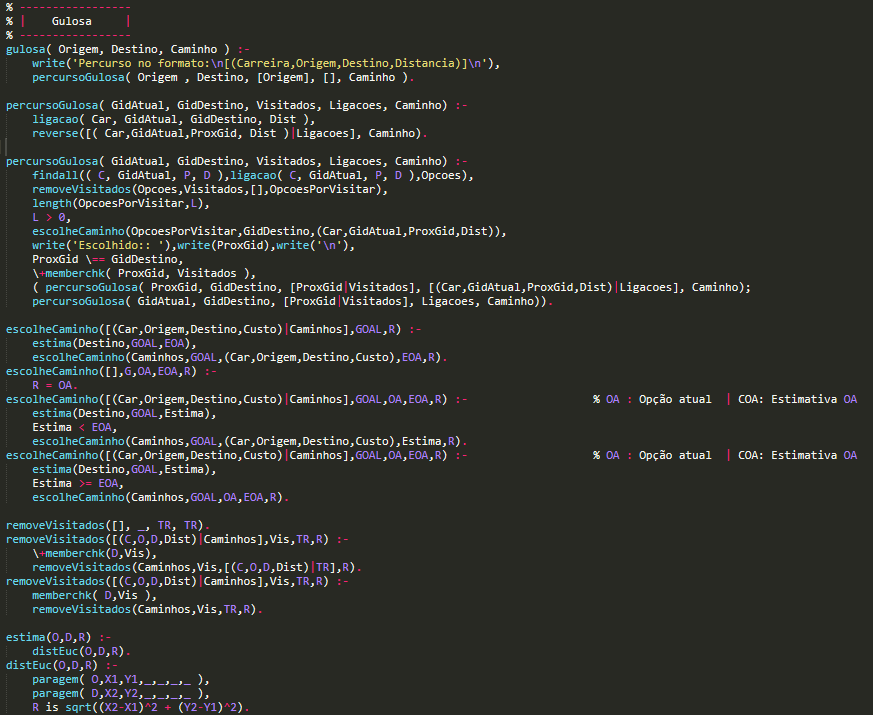 % -----------------
% |    Gulosa     |
% -----------------
gulosa( Origem, Destino, Caminho ) :-
    write('Percurso no formato:\n[(Carreira,Origem,Destino,Distancia)]\n'),
    percursoGulosa( Origem , Destino, [Origem], [], Caminho ).
percursoGulosa( GidAtual, GidDestino, Visitados, Ligacoes, Caminho) :-
    ligacao( Car, GidAtual, GidDestino, Dist ),
    reverse([( Car,GidAtual,ProxGid, Dist )|Ligacoes], Caminho).
percursoGulosa( GidAtual, GidDestino, Visitados, Ligacoes, Caminho) :-
    findall(( C, GidAtual, P, D ),ligacao( C, GidAtual, P, D ),Opcoes),
    removeVisitados(Opcoes,Visitados,[],OpcoesPorVisitar),
    length(OpcoesPorVisitar,L),
    L > 0,
    escolheCaminho(OpcoesPorVisitar,GidDestino,(Car,GidAtual,ProxGid,Dist)),
    write('Escolhido:: '),write(ProxGid),write('\n'),
    ProxGid \== GidDestino,
    \+memberchk( ProxGid, Visitados ),
    ( percursoGulosa( ProxGid, GidDestino, [ProxGid|Visitados], [(Car,GidAtual,ProxGid,Dist)|Ligacoes], Caminho);
    percursoGulosa( GidAtual, GidDestino, [ProxGid|Visitados], Ligacoes, Caminho)).
escolheCaminho([(Car,Origem,Destino,Custo)|Caminhos],GOAL,R) :-
    estima(Destino,GOAL,EOA),
    escolheCaminho(Caminhos,GOAL,(Car,Origem,Destino,Custo),EOA,R).
escolheCaminho([],G,OA,EOA,R) :-
    R = OA.
escolheCaminho([(Car,Origem,Destino,Custo)|Caminhos],GOAL,OA,EOA,R) :-                   % OA : Opção atual  | COA: Estimativa OA
    estima(Destino,GOAL,Estima),
    Estima < EOA,
    escolheCaminho(Caminhos,GOAL,(Car,Origem,Destino,Custo),Estima,R).
escolheCaminho([(Car,Origem,Destino,Custo)|Caminhos],GOAL,OA,EOA,R) :-                   % OA : Opção atual  | COA: Estimativa OA
    estima(Destino,GOAL,Estima),
    Estima >= EOA,
    escolheCaminho(Caminhos,GOAL,OA,EOA,R).
removeVisitados([], _, TR, TR).
removeVisitados([(C,O,D,Dist)|Caminhos],Vis,TR,R) :-
    \+memberchk(D,Vis),
    removeVisitados(Caminhos,Vis,[(C,O,D,Dist)|TR],R).
removeVisitados([(C,O,D,Dist)|Caminhos],Vis,TR,R) :-
    memberchk( D,Vis ),
    removeVisitados(Caminhos,Vis,TR,R).
estima(O,D,R) :-
    distEuc(O,D,R).
distEuc(O,D,R) :-
    paragem( O,X1,Y1,_,_,_,_ ),
    paragem( D,X2,Y2,_,_,_,_ ),
    R is sqrt((X2-X1)^2 + (Y2-Y1)^2).